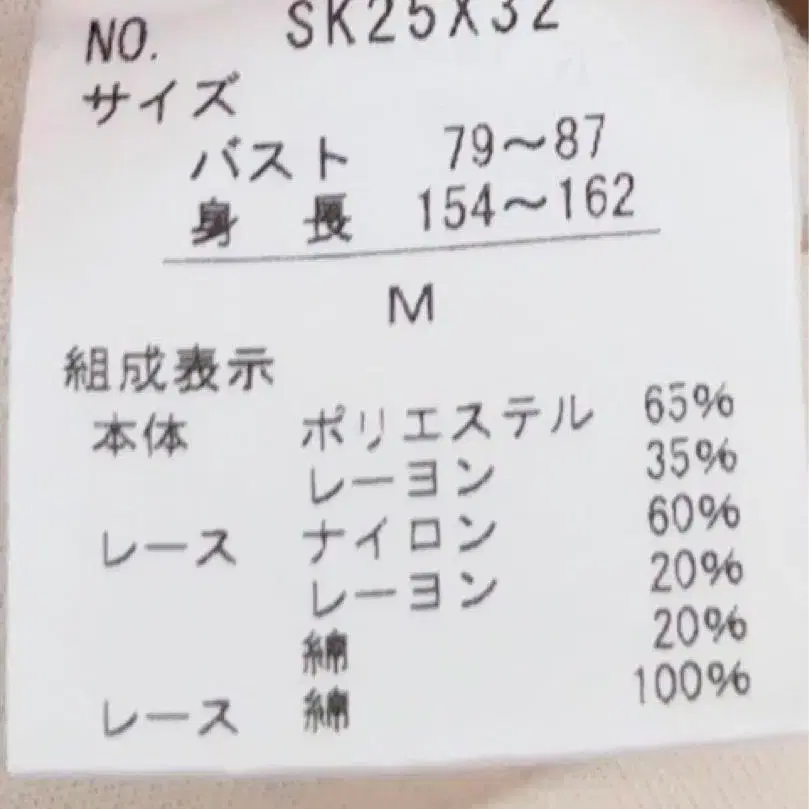 NO. SK25X32
サイズ
バスト 79～87
身 長 154～162
M
組成表示
本体 ポリエステル 65%
レーヨン 35%
レース ナイロン 60%
レーヨン 20%
綿 20%
レース 綿 100%